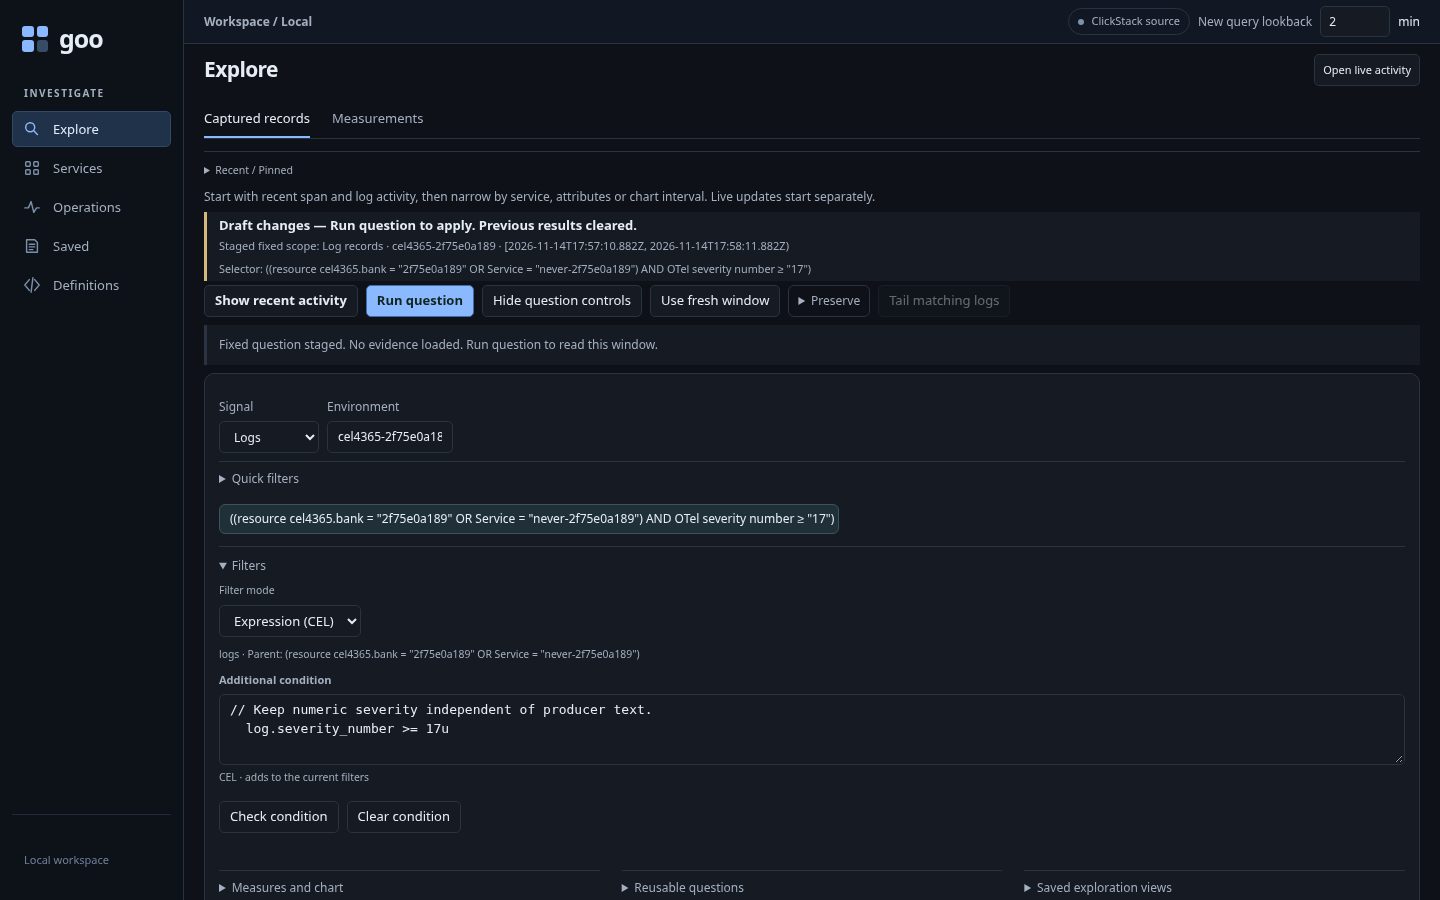 goo
Workspace / Local
ClickStack source
New query lookback
2
min
INVESTIGATE
Explore
Services
Operations
Saved
Definitions
Local workspace
Explore
Open live activity
Captured records
Measurements
Recent / Pinned
Start with recent span and log activity, then narrow by service, attributes or chart interval. Live updates start separately.
Draft changes — Run question to apply. Previous results cleared.
Staged fixed scope: Log records · cel4365-2f75e0a189 · [2026-11-14T17:57:10.882Z, 2026-11-14T17:58:11.882Z)
Selector: ((resource cel4365.bank = "2f75e0a189" OR Service = "never-2f75e0a189") AND OTel severity number ≥ "17")
Show recent activity
Run question
Hide question controls
Use fresh window
Preserve
Tail matching logs
Fixed question staged. No evidence loaded. Run question to read this window.
Signal
Environment
Logs
cel4365-2f75e0a18
Quick filters
((resource cel4365.bank = "2f75e0a189" OR Service = "never-2f75e0a189") AND OTel severity number ≥ "17")
Filters
Filter mode
Expression (CEL)
logs · Parent: (resource cel4365.bank = "2f75e0a189" OR Service = "never-2f75e0a189")
Additional condition
// Keep numeric severity independent of producer text.
log.severity_number >= 17u
CEL · adds to the current filters
Check condition
Clear condition
Measures and chart
Reusable questions
Saved exploration views